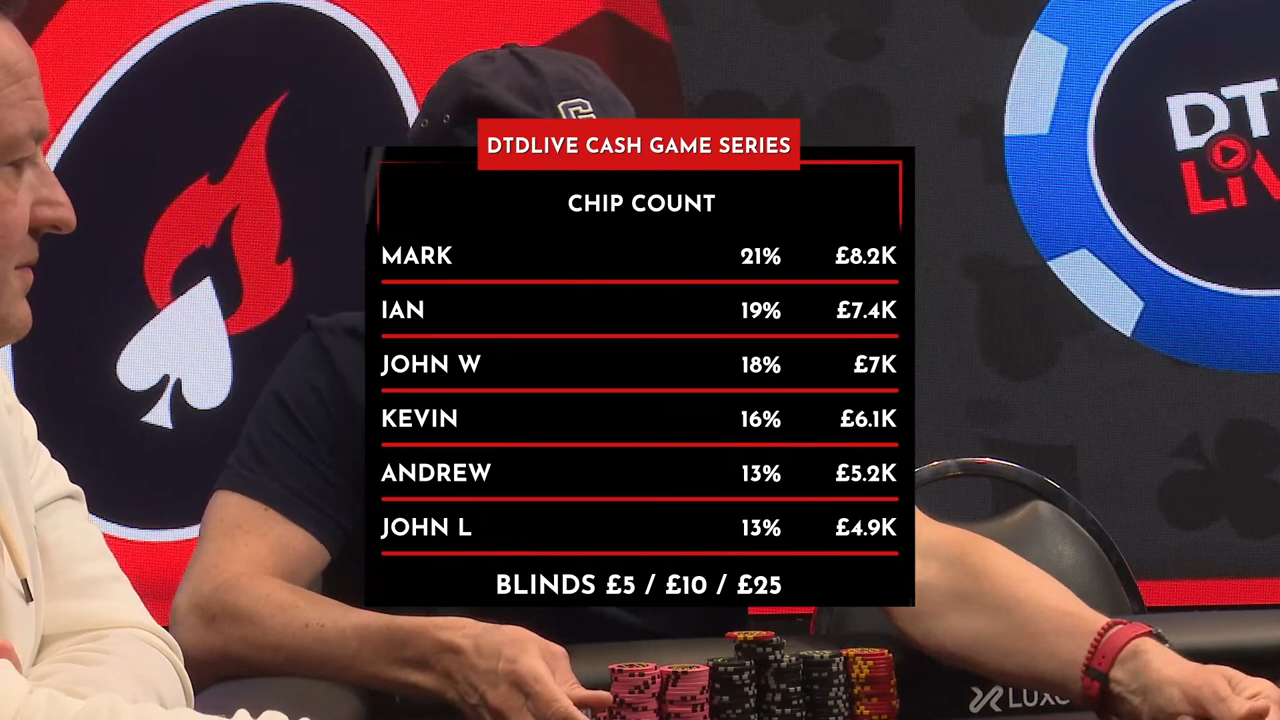 G
DTDLIVE CASH GAME SERIES
CHIP COUNT
MARK 21% £8.2K
IAN 19% £7.4K
JOHN W 18% £7K
KEVIN 16% £6.1K
ANDREW 13% £5.2K
JOHN L 13% £4.9K
BLINDS £5 / £10 / £25